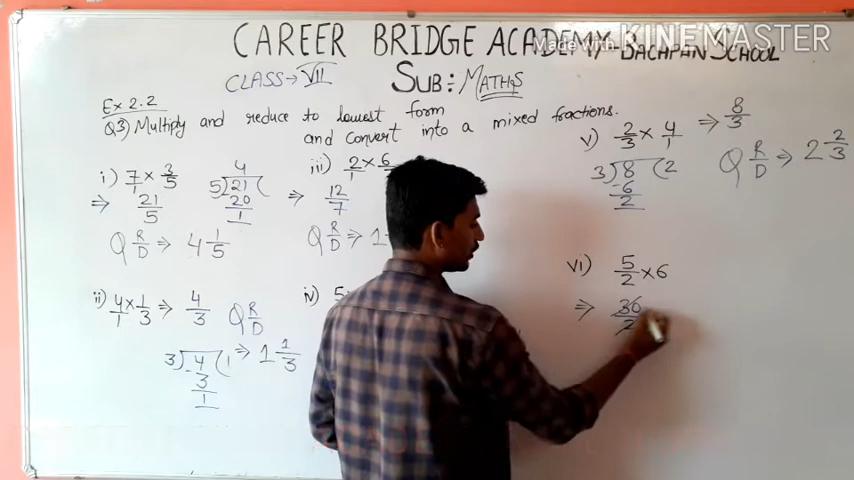 CAREER BRIDGE ACADEMY-BACHPAN SCHOOL
Made with KINEMASTER
CLASS → VII SUB : MATHS
Ex 2.2
Q3) Multiply and reduce to lowest form
and convert into a mixed fractions.
i) 7/1 × 3/5
⇒ 21/5
4
5)21(
- 20
1
Q R/D ⇒ 4 1/5
ii) 4/1 × 1/3 ⇒ 4/3 Q R/D
3)4(1
- 3
1
⇒ 1 1/3
iii) 2/1 × 6
⇒ 12/7
Q R/D ⇒ 1
iv) 5
v) 2/3 × 4/1 ⇒ 8/3
3)8(2
- 6
2
Q R/D ⇒ 2 2/3
vi) 5/2 × 6
⇒ 30/2